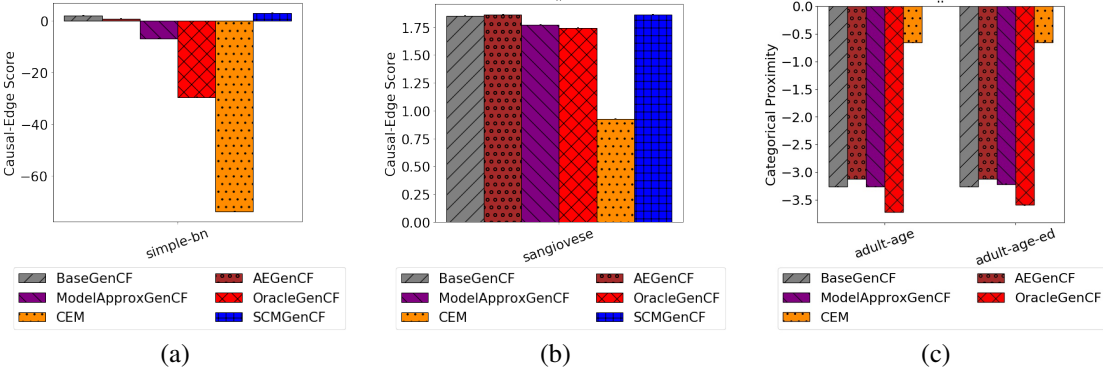 Causal-Edge Score
0
−20
−40
−60
simple-bn
BaseGenCF
AEGenCF
ModelApproxGenCF
OracleGenCF
CEM
SCMGenCF
(a)
Causal-Edge Score
1.75
1.50
1.25
1.00
0.75
0.50
0.25
0.00
sangiovese
BaseGenCF
AEGenCF
ModelApproxGenCF
OracleGenCF
CEM
SCMGenCF
(b)
Categorical Proximity
0.0
−0.5
−1.0
−1.5
−2.0
−2.5
−3.0
−3.5
adult-age
adult-age-ed
BaseGenCF
AEGenCF
ModelApproxGenCF
OracleGenCF
CEM
(c)